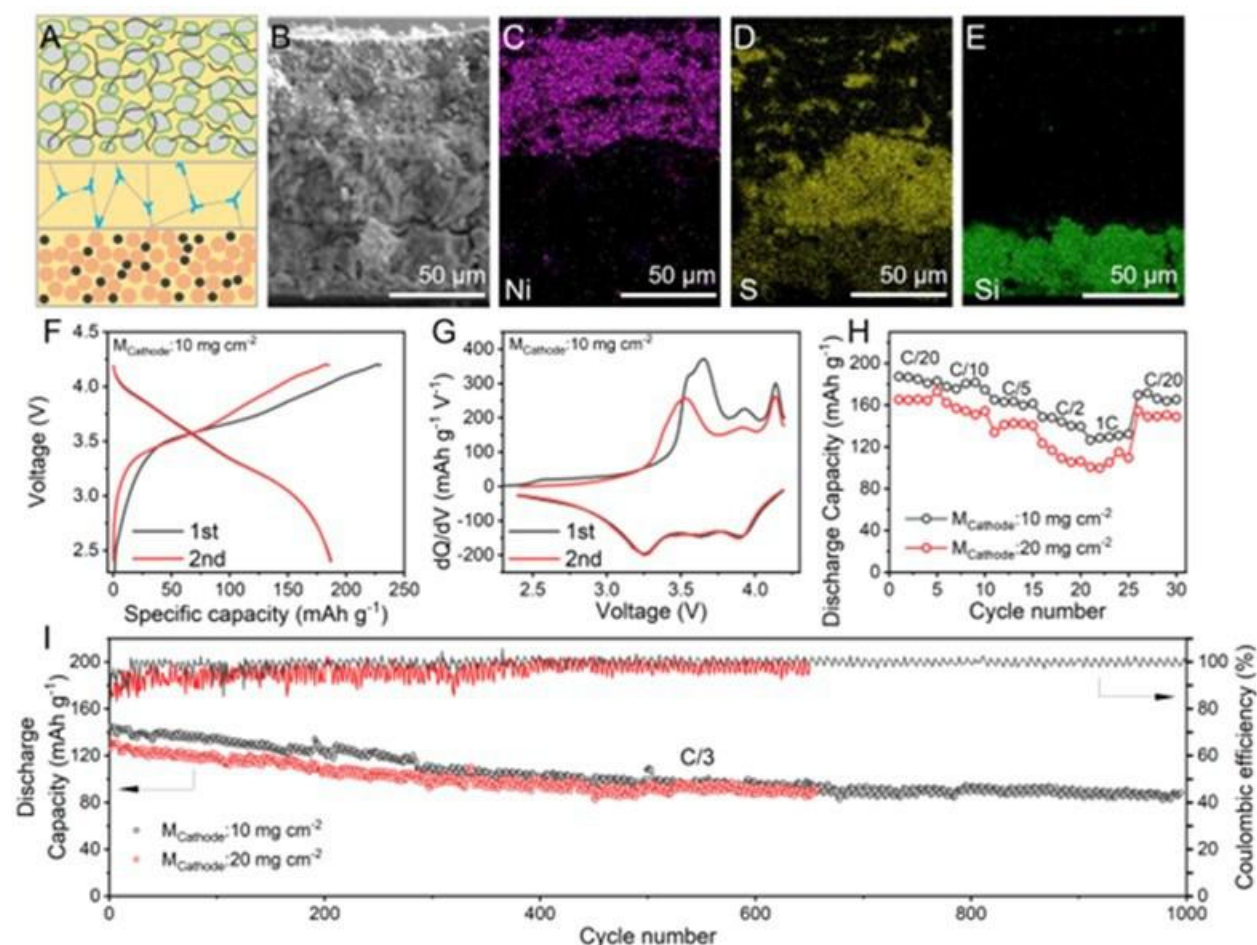 A
B
50 µm
C
Ni
50 µm
D
S
50 µm
E
Si
50 µm
F
M Cathode:10 mg cm-2
4.5
4.0
3.5
3.0
2.5
Voltage (V)
1st
2nd
0 50 100 150 200 250
Specific capacity (mAh g-1)
G
M Cathode:10 mg cm-2
400
300
200
100
0
-100
-200
dQ/dV (mAh g-1 V-1)
1st
2nd
2.5 3.0 3.5 4.0
Voltage (V)
H
200
160
120
80
40
0
Discharge Capacity (mAh g-1)
C/20
C/10
C/5
C/2
1C
C/20
M Cathode:10 mg cm-2
M Cathode:20 mg cm-2
0 5 10 15 20 25 30
Cycle number
I
200
160
120
80
40
0
Discharge
Capacity (mAh g-1)
C/3
M Cathode:10 mg cm-2
M Cathode:20 mg cm-2
100
80
60
40
20
0
Coulombic efficiency (%)
0 200 400 600 800 1000
Cycle number